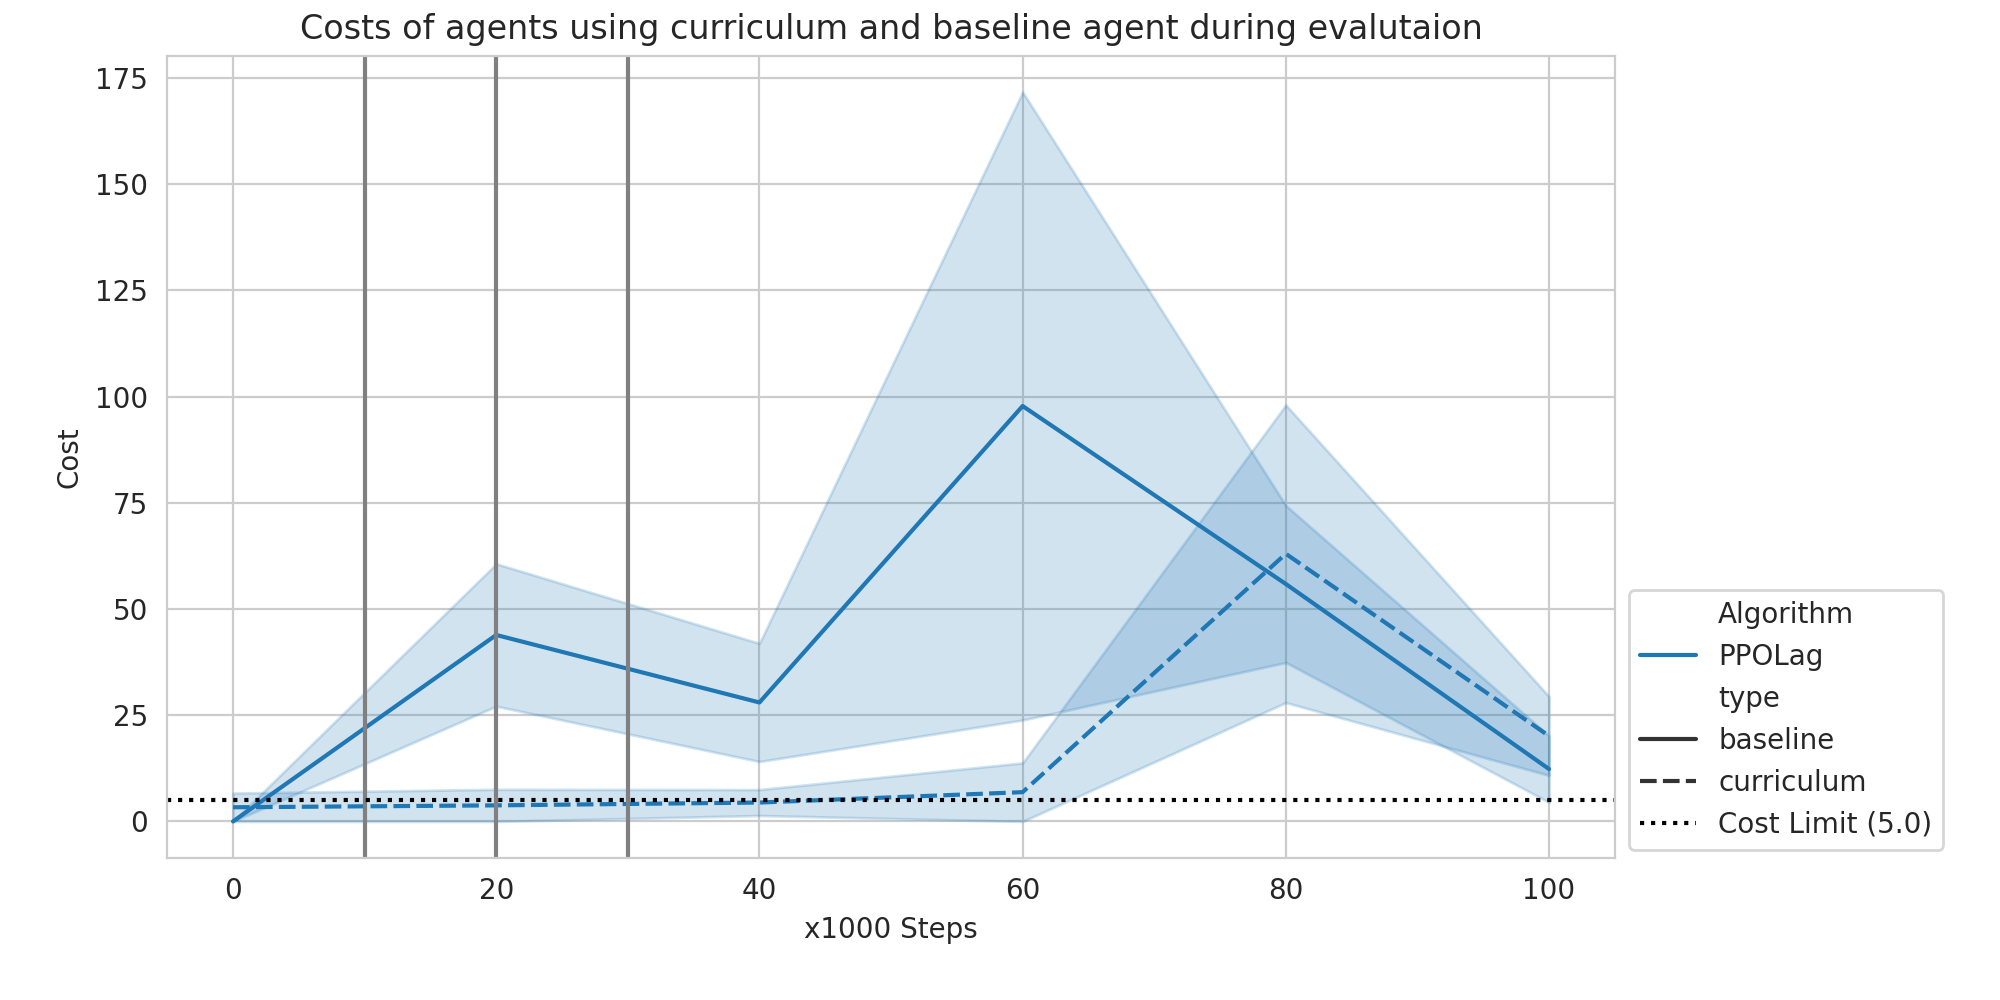 Costs of agents using curriculum and baseline agent during evalutaion
175
150
125
100
75
50
25
0
Cost
0 20 40 60 80 100
x1000 Steps
Algorithm
PPOLag
type
baseline
curriculum
Cost Limit (5.0)